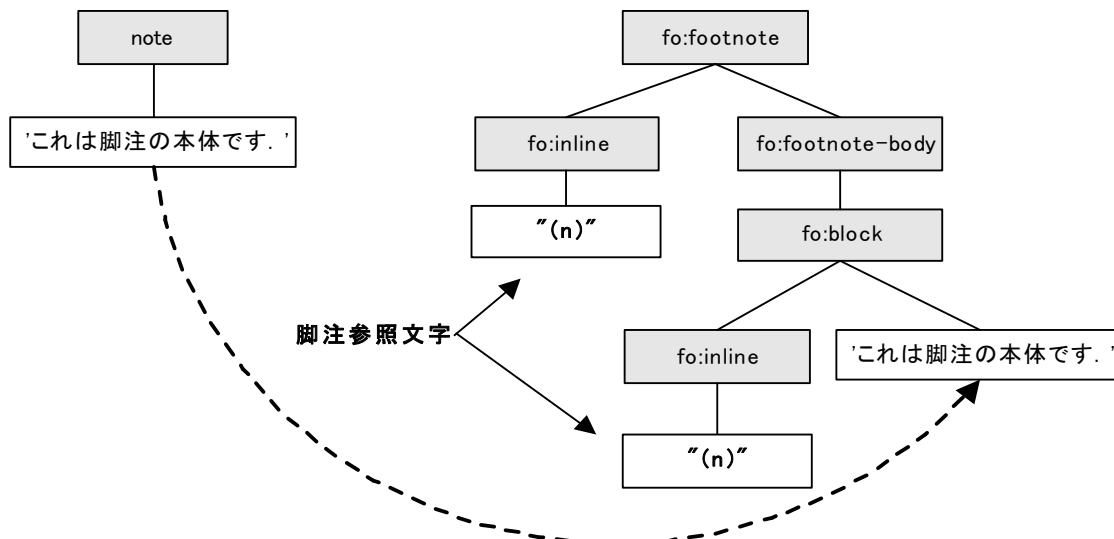 note
fo:footnote
'これは脚注の本体です. '
fo:inline
fo:footnote-body
"(n)"
fo:block
脚注参照文字
fo:inline
'これは脚注の本体です. '
"(n)"